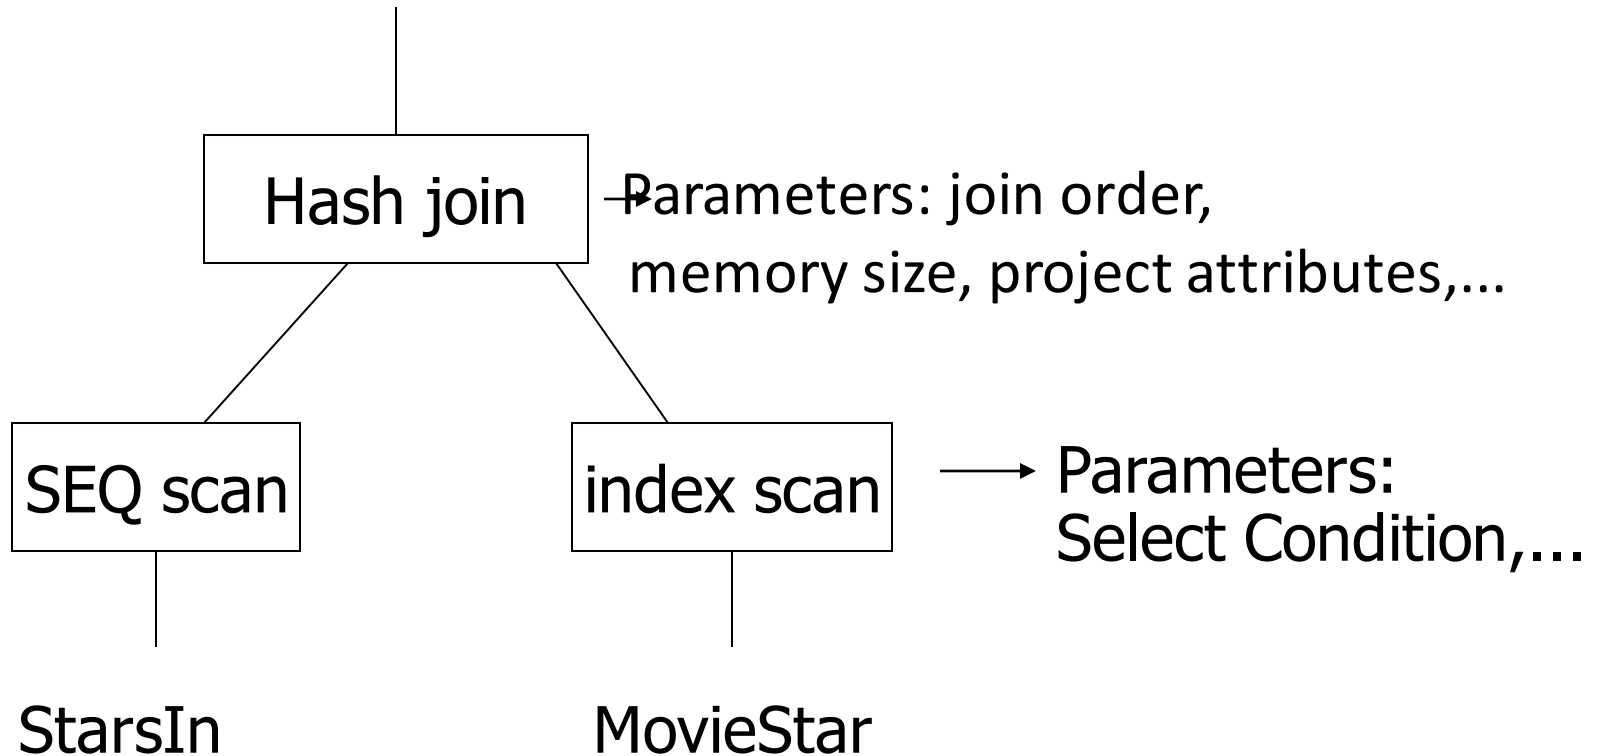 Hash join
Parameters: join order,
memory size, project attributes,...
SEQ scan
index scan
Parameters:
Select Condition,...
StarsIn
MovieStar